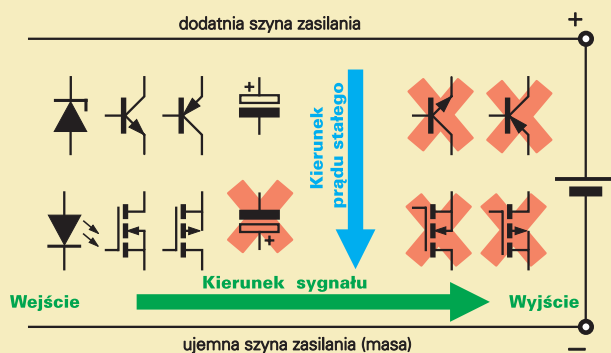 dodatnia szyna zasilania
+
+
Kierunek
prądu stałego
+
Kierunek sygnału
Wejście
Wyjście
ujemna szyna zasilania (masa)
−